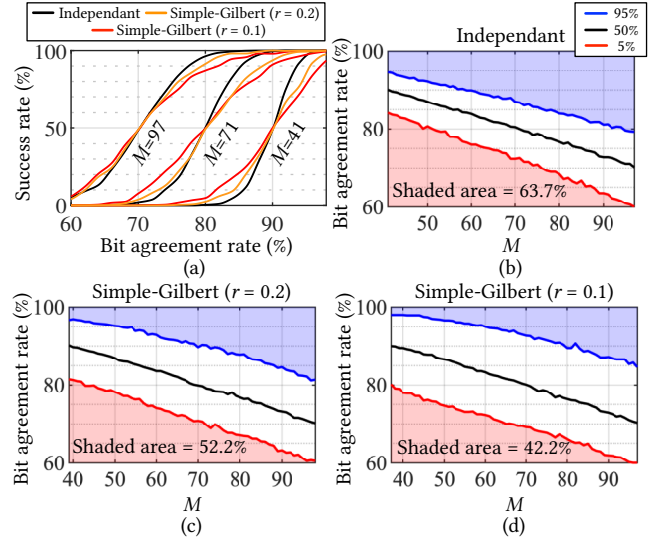 Independant
Simple-Gilbert (r = 0.2)
Simple-Gilbert (r = 0.1)
Success rate (%)
100
50
0
M=97
M=71
M=41
60 70 80 90
Bit agreement rate (%)
(a)
95%
50%
5%
Independant
Bit agreement rate (%)
100
80
60
Shaded area = 63.7%
50 60 70 80 90
M
(b)
Simple-Gilbert (r = 0.2)
Bit agreement rate (%)
100
80
60
Shaded area = 52.2%
40 50 60 70 80 90
M
(c)
Simple-Gilbert (r = 0.1)
Bit agreement rate (%)
100
80
60
Shaded area = 42.2%
40 50 60 70 80 90
M
(d)